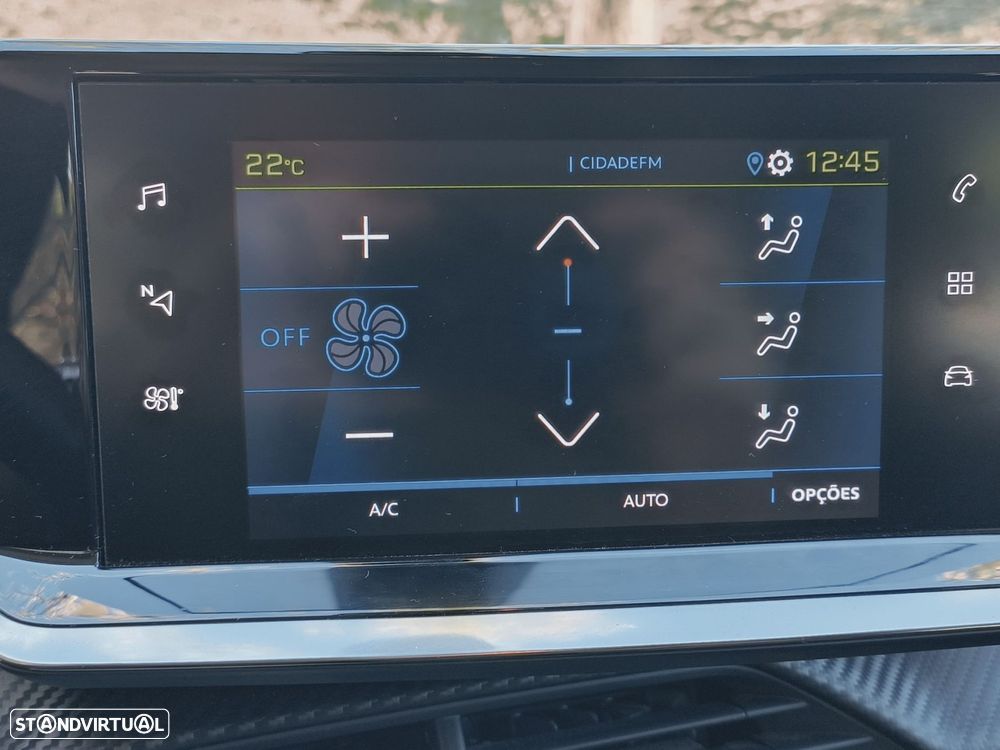 22°C
| CIDADEFM
12:45
N
OFF
A/C
AUTO
OPÇÕES
STANDVIRTUAL